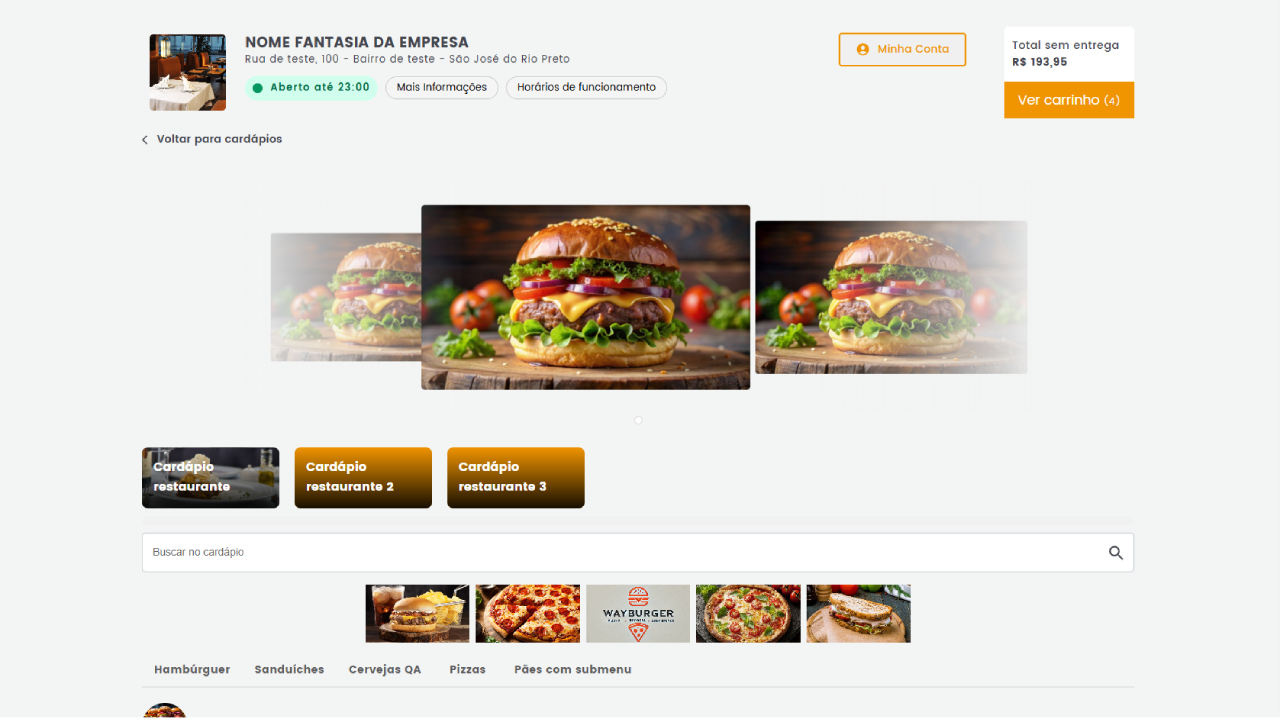 NOME FANTASIA DA EMPRESA
Rua de teste, 100 - Bairro de teste - São José do Rio Preto
Aberto até 23:00
Mais Informações
Horários de funcionamento
Minha Conta
Total sem entrega
R$ 193,95
Ver carrinho (4)
Voltar para cardápios
Cardápio
restaurante
Cardápio
restaurante 2
Cardápio
restaurante 3
Buscar no cardápio
WAYBURGER
Hambúrguer
Sanduíches
Cervejas QA
Pizzas
Pães com submenu